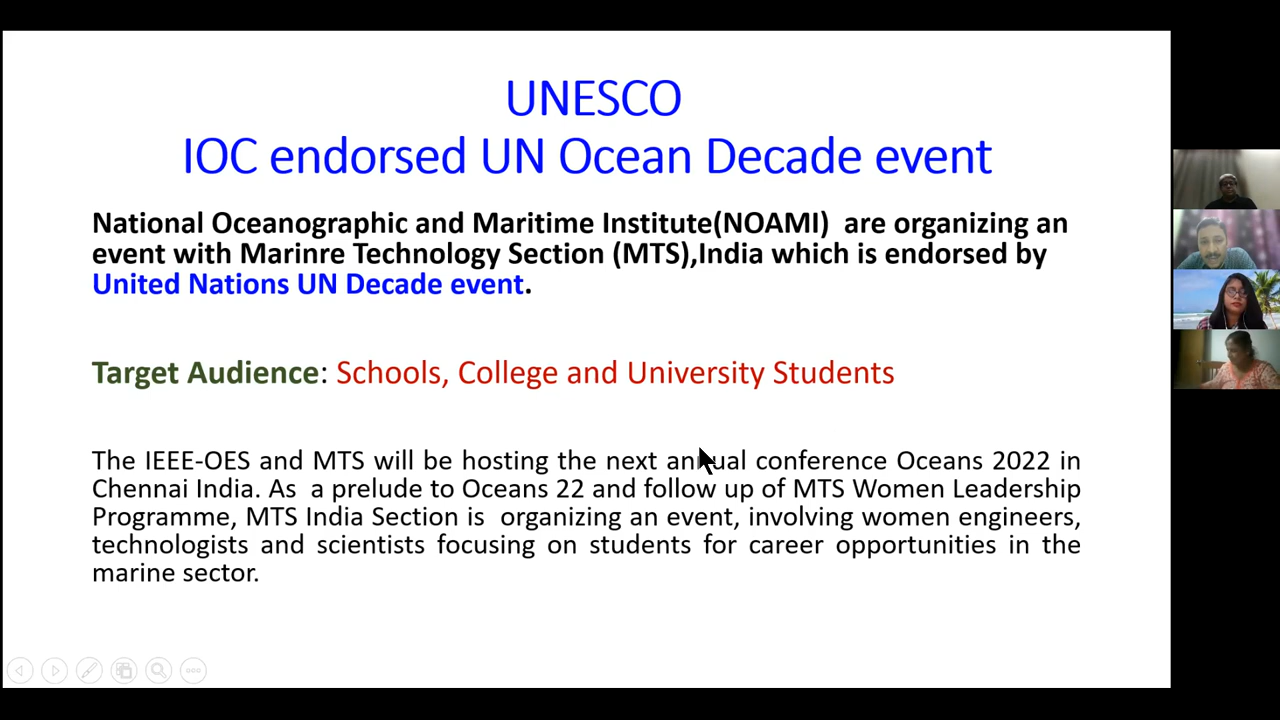 UNESCO
IOC endorsed UN Ocean Decade event
National Oceanographic and Maritime Institute(NOAMI) are organizing an
event with Marinre Technology Section (MTS),India which is endorsed by
United Nations UN Decade event.
Target Audience: Schools, College and University Students
The IEEE-OES and MTS will be hosting the next annual conference Oceans 2022 in
Chennai India. As a prelude to Oceans 22 and follow up of MTS Women Leadership
Programme, MTS India Section is organizing an event, involving women engineers,
technologists and scientists focusing on students for career opportunities in the
marine sector.